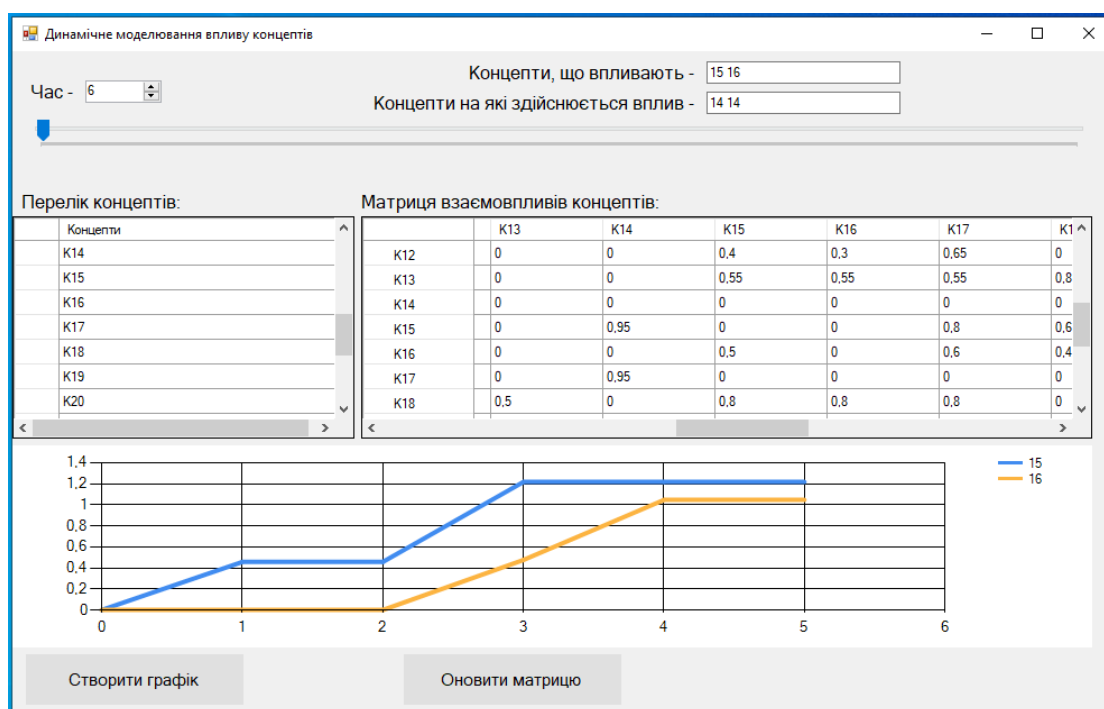 Динамічне моделювання впливу концептів
Концепти, що впливають - 15 16
Час - 6
Концепти на які здійснюється вплив - 14 14
Перелік концептів:
Матриця взаємовпливів концептів:
Концепти
K14
K15
K16
K17
K18
K19
K20
K13 K14 K15 K16 K17 K1
K12 0 0 0,4 0,3 0,65 0
K13 0 0 0,55 0,55 0,55 0,8
K14 0 0 0 0 0 0
K15 0 0,95 0 0 0,8 0,6
K16 0 0 0,5 0 0,6 0,4
K17 0 0,95 0 0 0 0
K18 0,5 0 0,8 0,8 0,8 0
1,4
1,2
1
0,8
0,6
0,4
0,2
0
0 1 2 3 4 5 6
15
16
Створити графік
Оновити матрицю